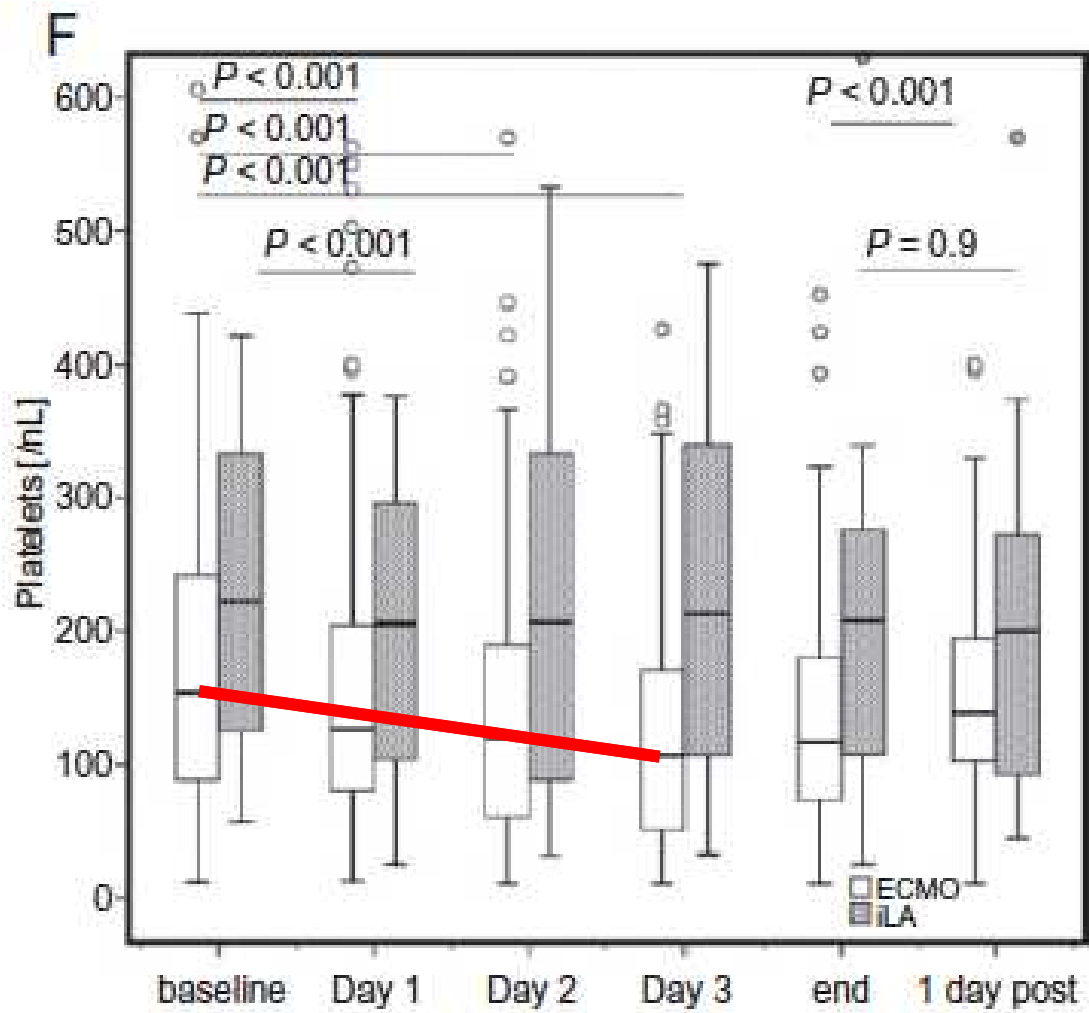 F
P < 0.001
P < 0.001
P < 0.001
P < 0.001
P < 0.001
P = 0.9
Platelets [/nL]
600
500
400
300
200
100
0
ECMO
iLA
baseline Day 1 Day 2 Day 3 end 1 day post